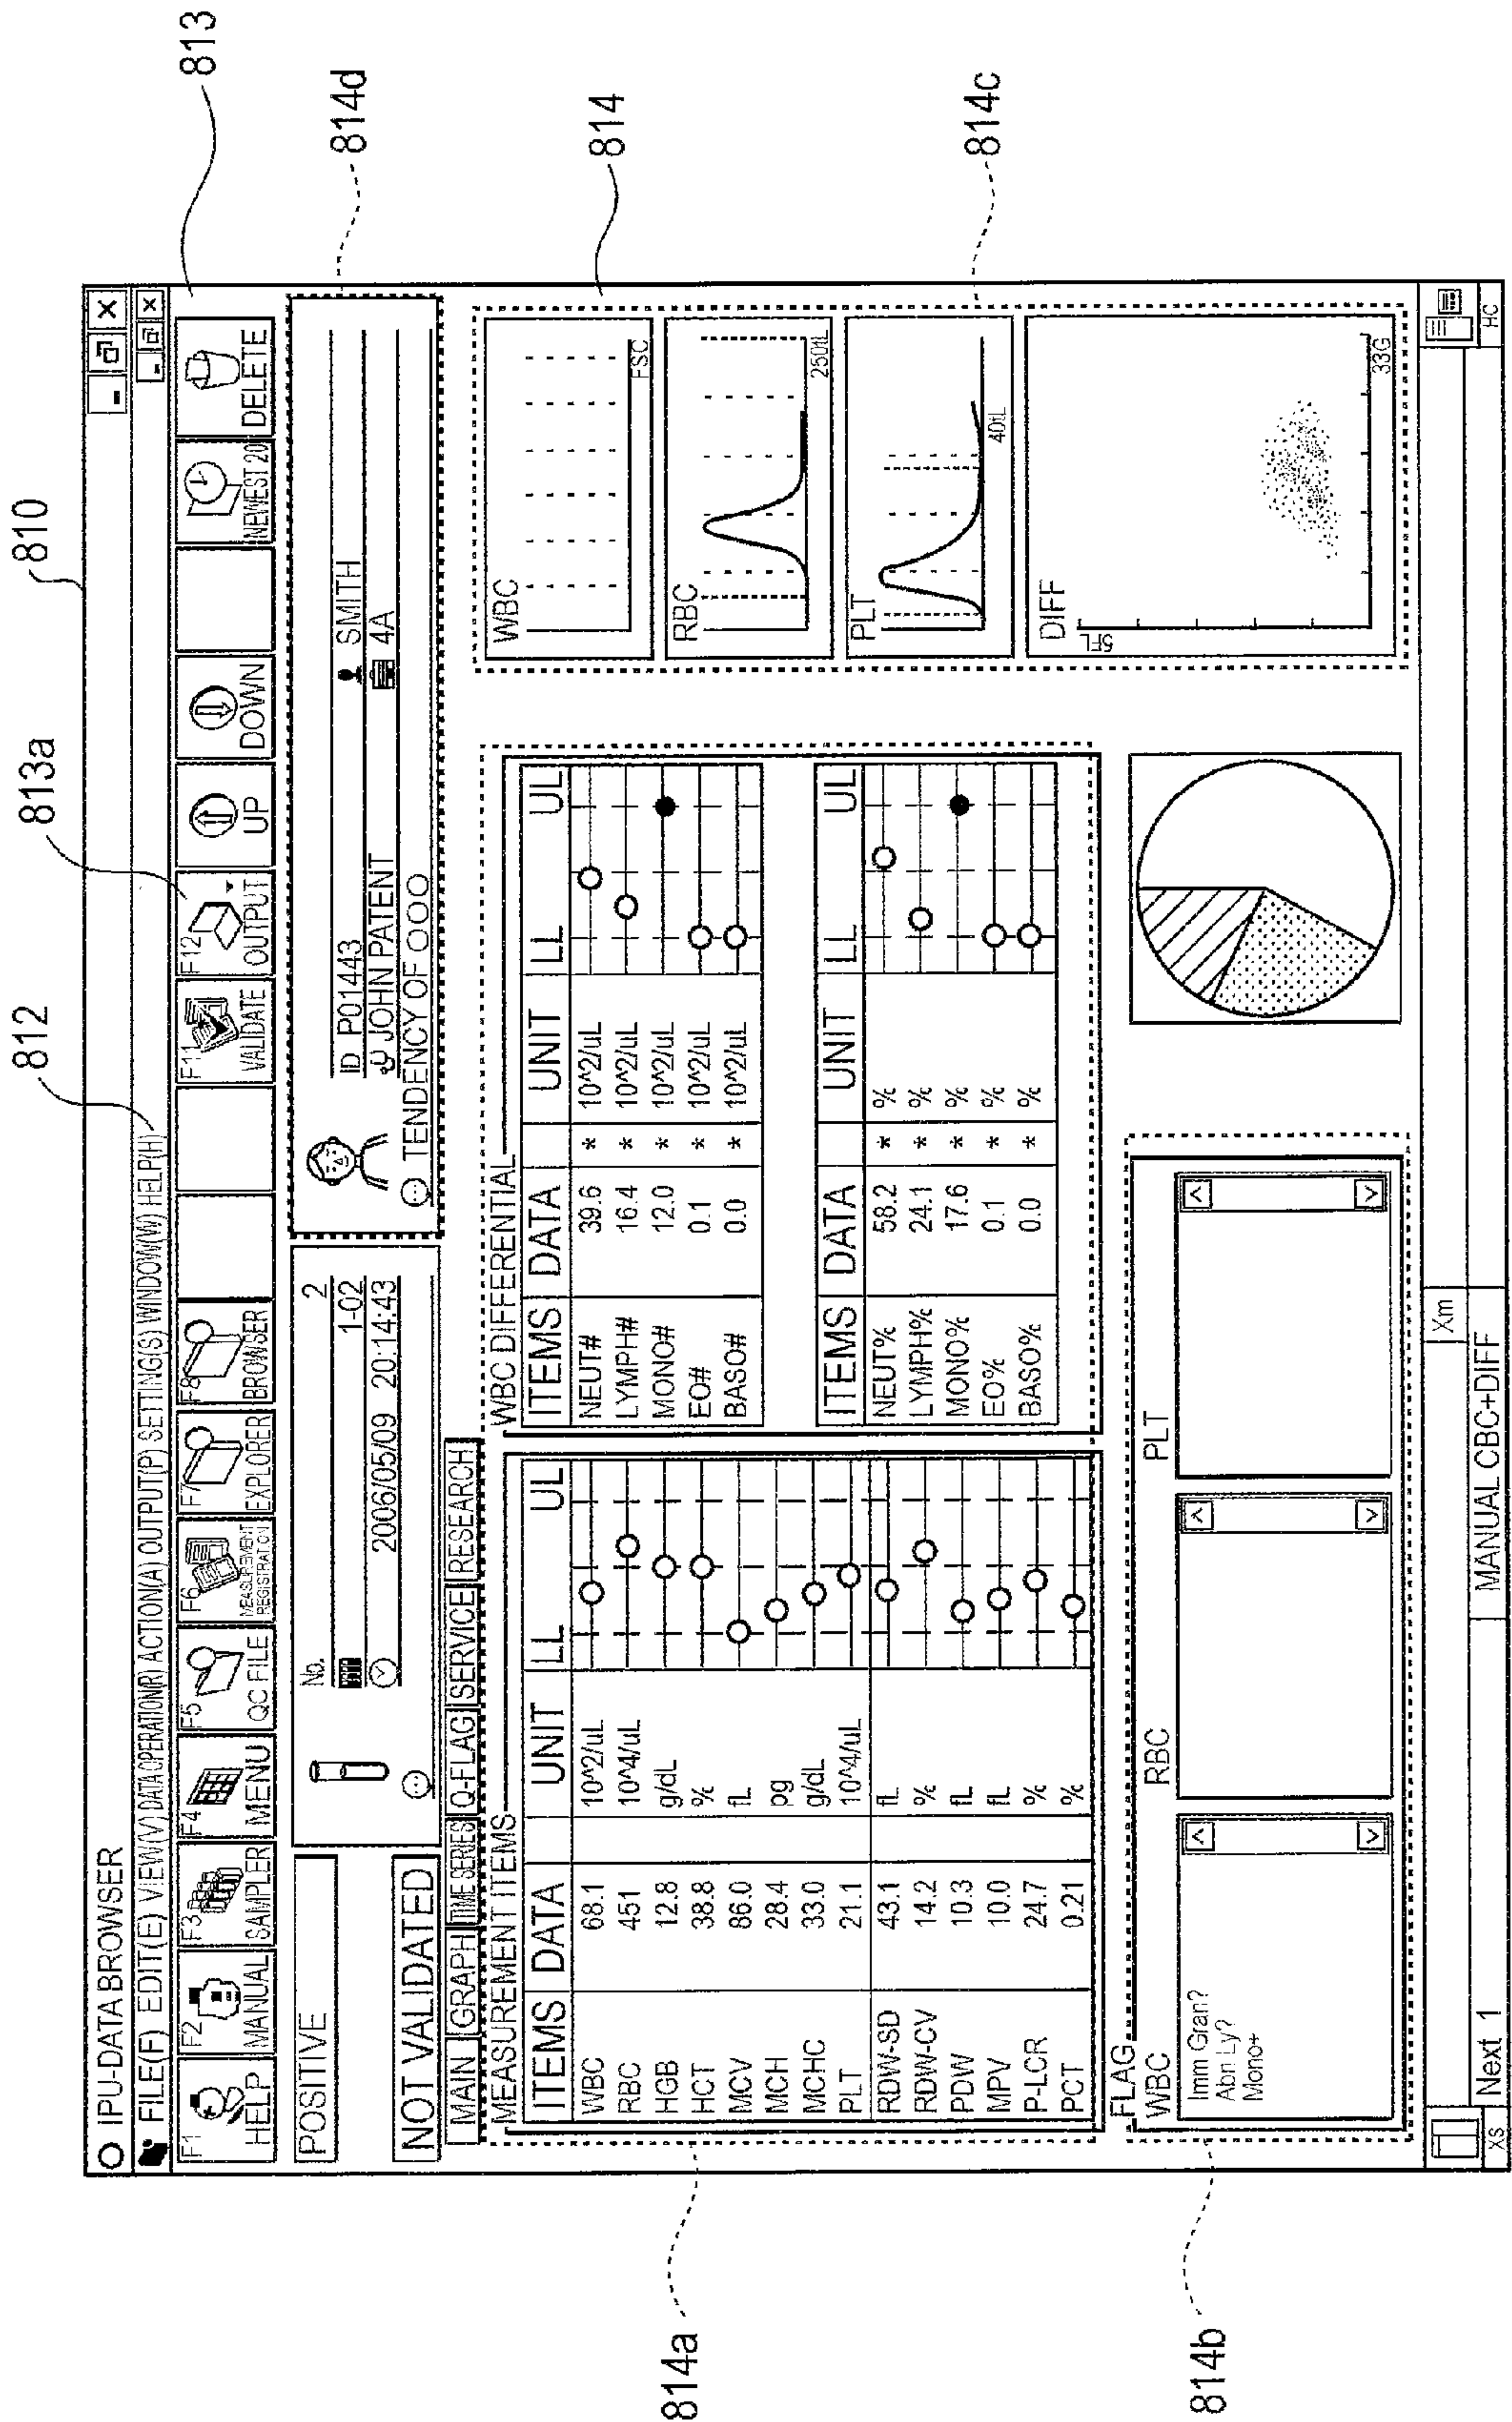 810
812
813a
813
814d
814
814c
814a
814b
IPU-DATA BROWSER
FILE(F) EDIT(E) VIEW(V) DATA OPERATION(R) ACTION(A) OUTPUT(P) SETTING(S) WINDOW(W) HELP(H)
F1 HELP
F2 MANUAL
F3 SAMPLER
F4 MENU
F5 QC FILE
F6 MEASUREMENT REGISTRATION
F7 EXPLORER
F8 BROWSER
F11 VALIDATE
F12 OUTPUT
UP
DOWN
NEWEST 20
DELETE
POSITIVE
NOT VALIDATED
No. 2
1-02
2006/05/09 20:14:43
ID P01443
SMITH
JOHN PATENT
4A
TENDENCY OF ○○○
MAIN GRAPH TIME SERIES Q-FLAG SERVICE RESEARCH
MEASUREMENT ITEMS
ITEMS DATA UNIT LL UL
WBC 68.1 10^2/uL
RBC 451 10^4/uL
HGB 12.8 g/dL
HCT 38.8 %
MCV 86.0 fL
MCH 28.4 pg
MCHC 33.0 g/dL
PLT 21.1 10^4/uL
RDW-SD 43.1 fL
RDW-CV 14.2 %
PDW 10.3 fL
MPV 10.0 fL
P-LCR 24.7 %
PCT 0.21 %
WBC DIFFERENTIAL
ITEMS DATA UNIT LL UL
NEUT# 39.6 * 10^2/uL
LYMPH# 16.4 * 10^2/uL
MONO# 12.0 * 10^2/uL
EO# 0.1 * 10^2/uL
BASO# 0.0 * 10^2/uL
ITEMS DATA UNIT LL UL
NEUT% 58.2 * %
LYMPH% 24.1 * %
MONO% 17.6 * %
EO% 0.1 * %
BASO% 0.0 * %
WBC
FSC
RBC
250fL
PLT
40fL
DIFF
SFL
33G
FLAG
WBC
Imm Gran?
Abn Ly?
Mono+
RBC
PLT
Xm
XS Next 1 MANUAL CBC+DIFF HC